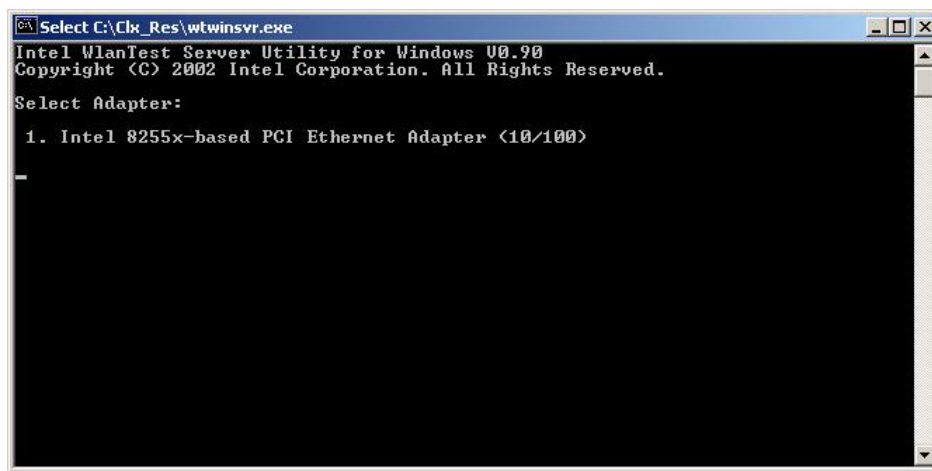 Select C:\Clx_Res\wtwinsvr.exe
Intel WlanTest Server Utility for Windows V0.90
Copyright (C) 2002 Intel Corporation. All Rights Reserved.
Select Adapter:
1. Intel 8255x-based PCI Ethernet Adapter (10/100)